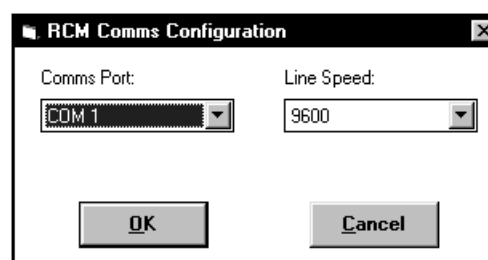 RCM Comms Configuration
Comms Port: Line Speed:
COM 1 9600
OK Cancel